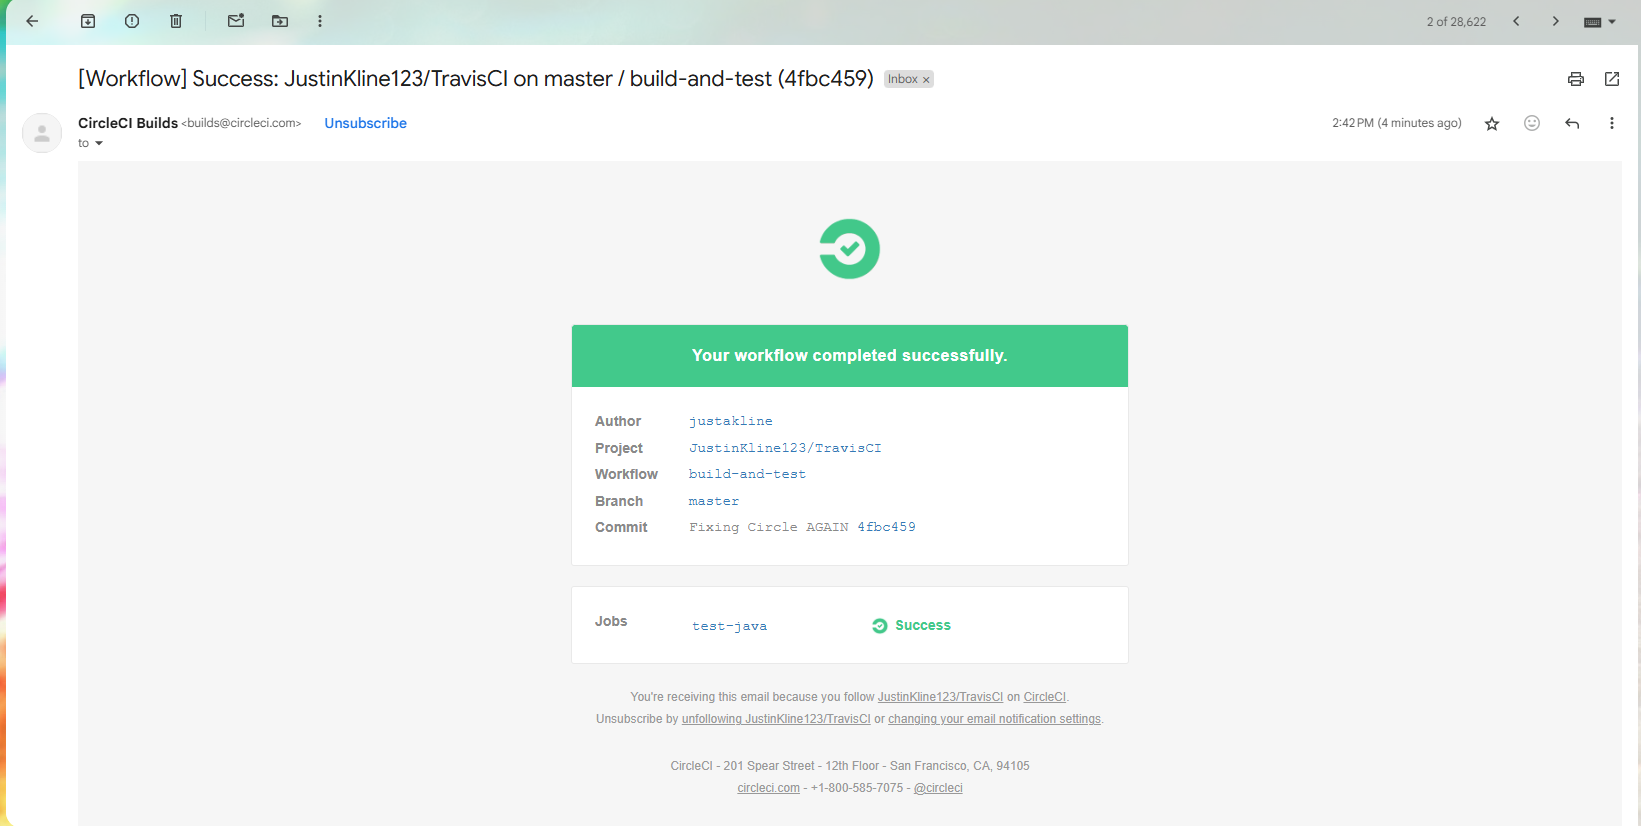 2 of 28,622
[Workflow] Success: JustinKline123/TravisCI on master / build-and-test (4fbc459) Inbox x
CircleCI Builds <builds@circleci.com> Unsubscribe 2:42 PM (4 minutes ago)
to
Your workflow completed successfully.
Author justakline
Project JustinKline123/TravisCI
Workflow build-and-test
Branch master
Commit Fixing Circle AGAIN 4fbc459
Jobs test-java Success
You're receiving this email because you follow JustinKline123/TravisCI on CircleCI.
Unsubscribe by unfollowing JustinKline123/TravisCI or changing your email notification settings.
CircleCI - 201 Spear Street - 12th Floor - San Francisco, CA, 94105
circleci.com - +1-800-585-7075 - @circleci